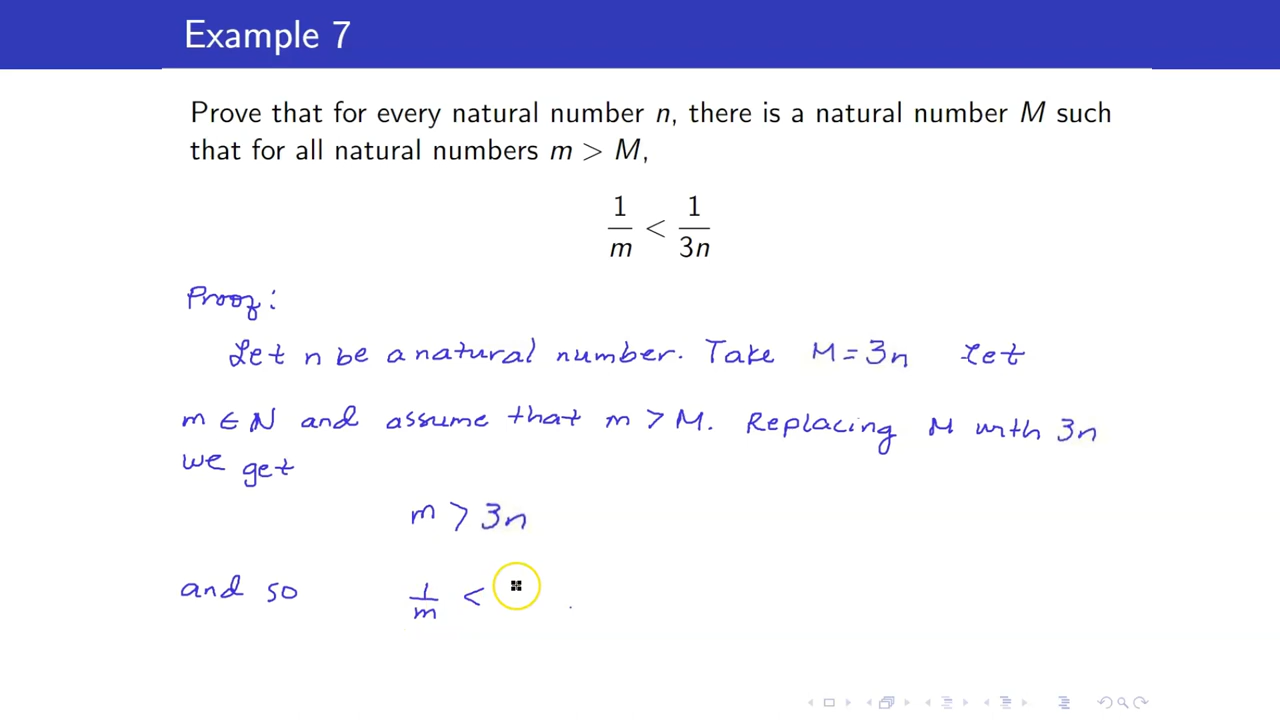 Example 7
Prove that for every natural number n, there is a natural number M such
that for all natural numbers m > M,
1/m < 1/3n
Proof:
Let n be a natural number. Take M = 3n Let
m ∈ N and assume that m > M. Replacing M with 3n
we get
m > 3n
and so 1/m <